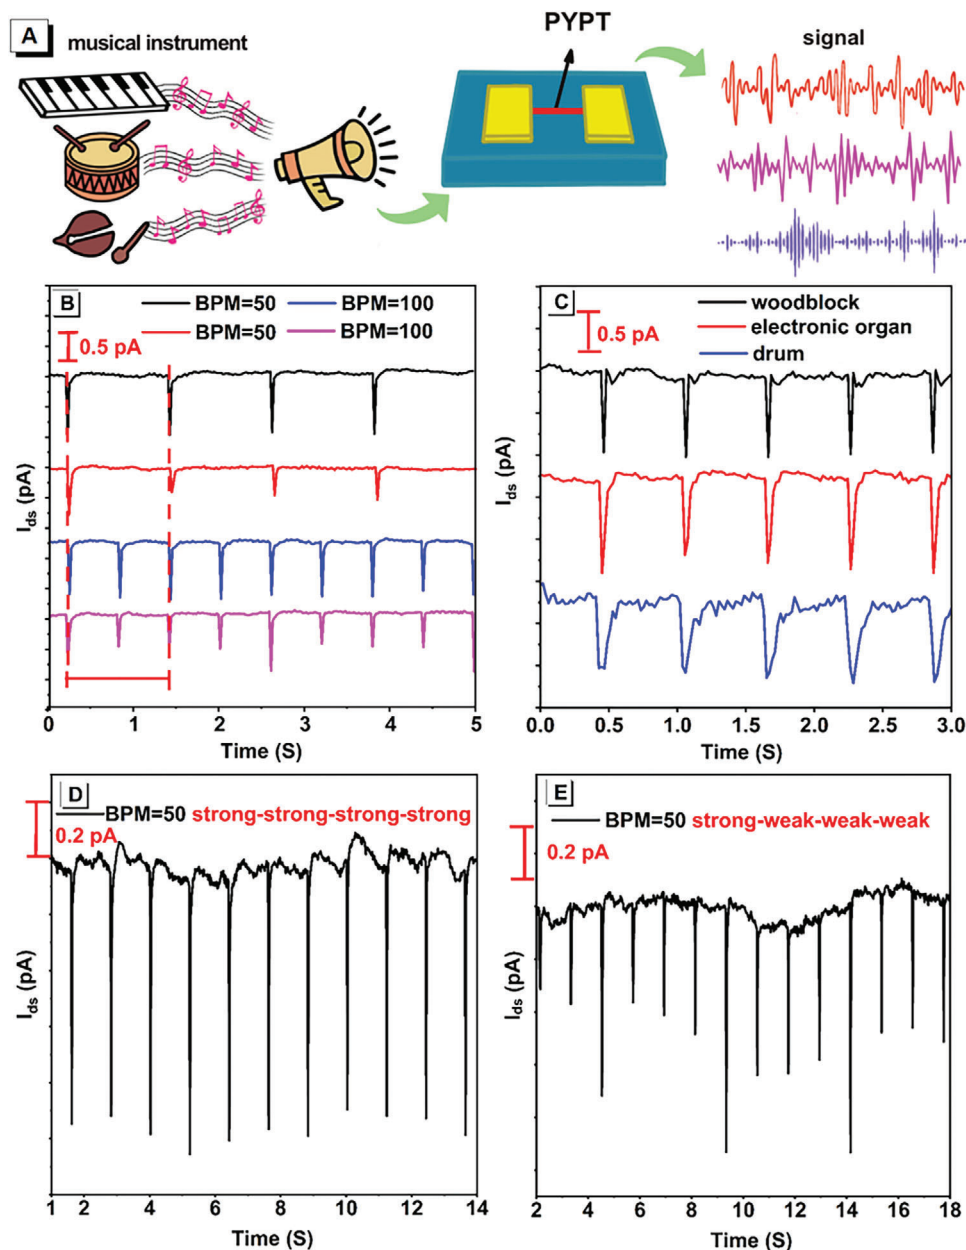 A
musical instrument
PYPT
signal
B
BPM=50 BPM=100
BPM=50 BPM=100
0.5 pA
I_ds (pA)
0 1 2 3 4 5
Time (S)
C
woodblock
electronic organ
drum
0.5 pA
I_ds (pA)
0.0 0.5 1.0 1.5 2.0 2.5 3.0
Time (S)
D
BPM=50 strong-strong-strong-strong
0.2 pA
I_ds (pA)
1 2 4 6 8 10 12 14
Time (S)
E
BPM=50 strong-weak-weak-weak
0.2 pA
I_ds (pA)
2 4 6 8 10 12 14 16 18
Time (S)